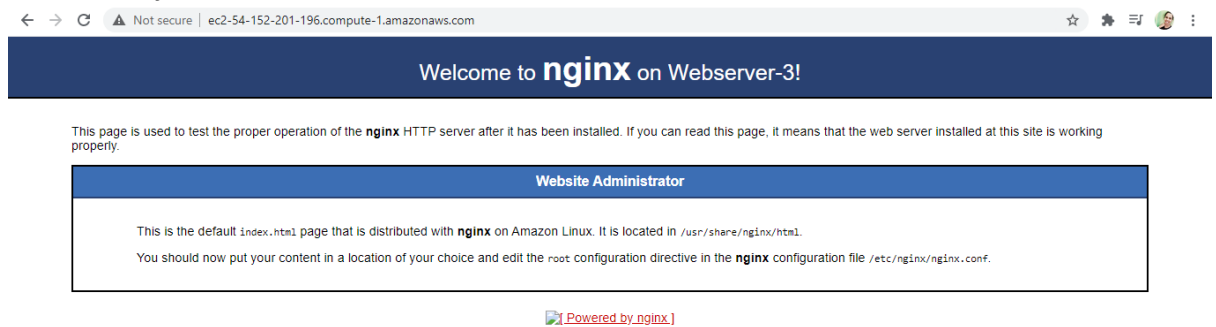 Not secure | ec2-54-152-201-196.compute-1.amazonaws.com
Welcome to nginx on Webserver-3!
This page is used to test the proper operation of the nginx HTTP server after it has been installed. If you can read this page, it means that the web server installed at this site is working
properly.
Website Administrator
This is the default index.html page that is distributed with nginx on Amazon Linux. It is located in /usr/share/nginx/html.
You should now put your content in a location of your choice and edit the root configuration directive in the nginx configuration file /etc/nginx/nginx.conf.
[ Powered by nginx ]